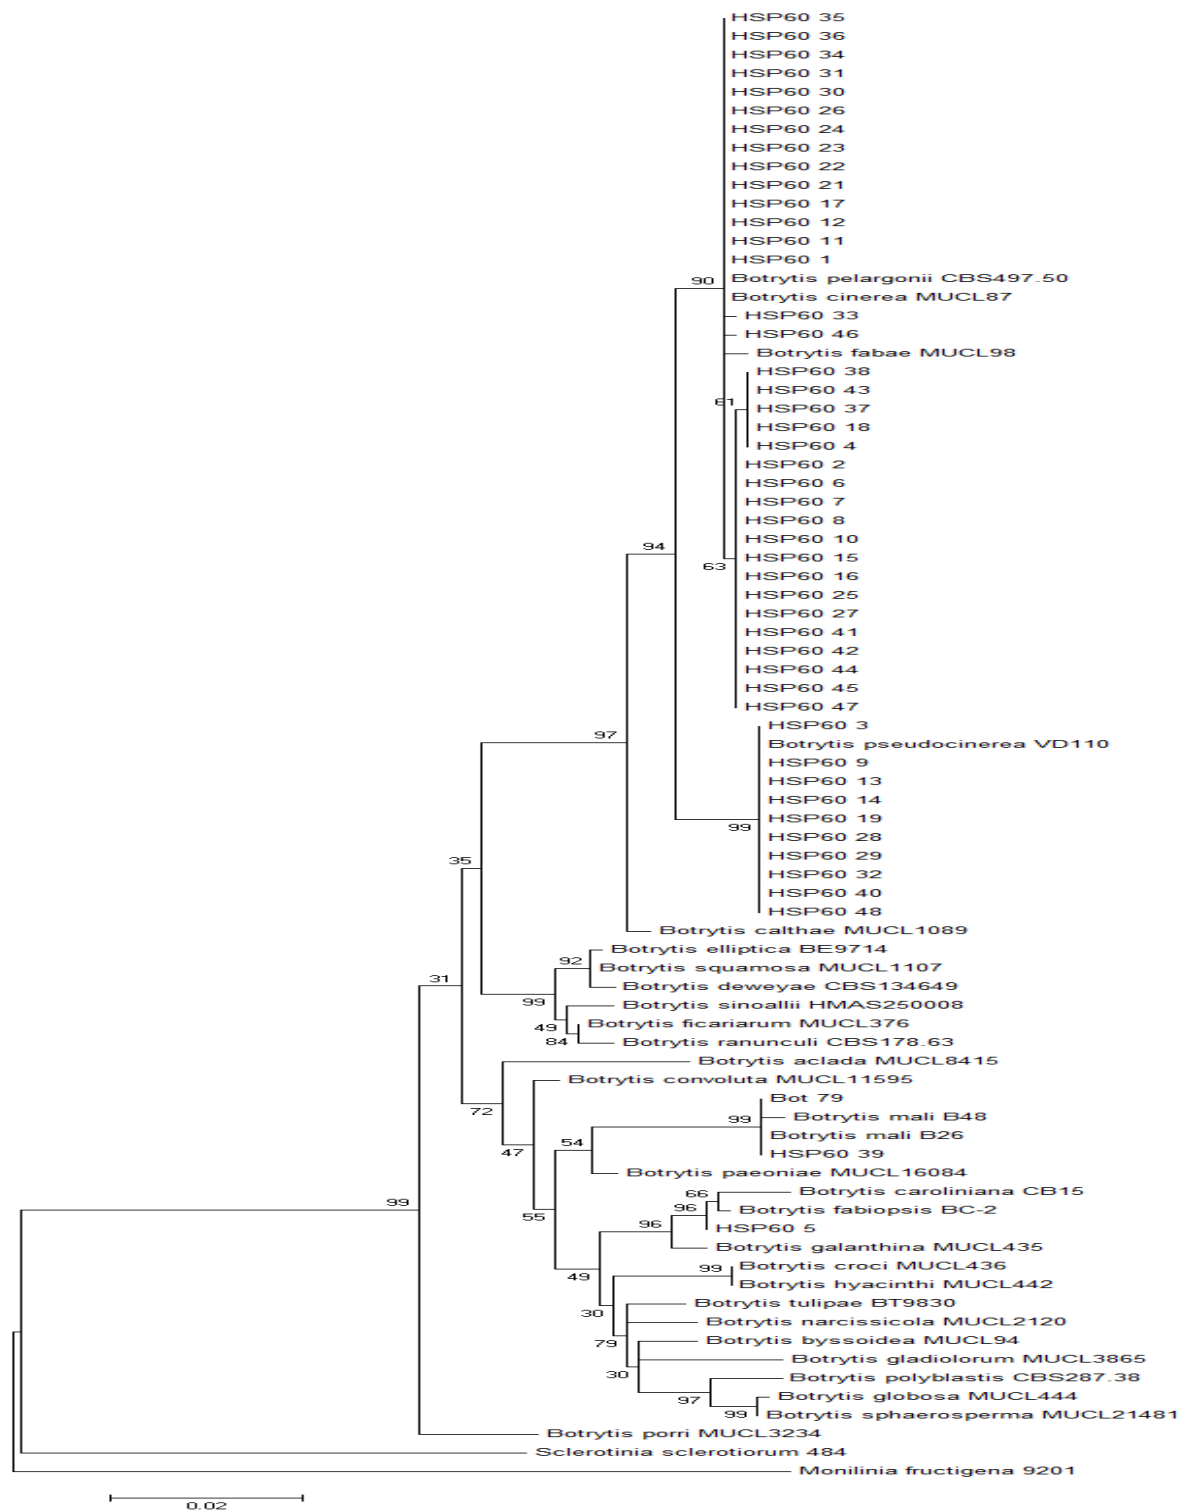 HSP60 35
HSP60 36
HSP60 34
HSP60 31
HSP60 30
HSP60 26
HSP60 24
HSP60 23
HSP60 22
HSP60 21
HSP60 17
HSP60 12
HSP60 11
HSP60 1
90 Botrytis pelargonii CBS497.50
Botrytis cinerea MUCL87
HSP60 33
HSP60 46
Botrytis fabae MUCL98
HSP60 38
HSP60 43
61 HSP60 37
HSP60 18
HSP60 4
HSP60 2
HSP60 6
HSP60 7
HSP60 8
HSP60 10
94
HSP60 15
63
HSP60 16
HSP60 25
HSP60 27
HSP60 41
HSP60 42
HSP60 44
HSP60 45
HSP60 47
HSP60 3
97
Botrytis pseudocinerea VD110
HSP60 9
HSP60 13
HSP60 14
HSP60 19
99
HSP60 28
HSP60 29
35
HSP60 32
HSP60 40
HSP60 48
Botrytis calthae MUCL1089
Botrytis elliptica BE9714
92
Botrytis squamosa MUCL1107
31
Botrytis deweyae CBS134649
99
Botrytis sinoallii HMAS250008
49 Botrytis ficariarum MUCL376
84 Botrytis ranunculi CBS178.63
Botrytis aclada MUCL8415
Botrytis convoluta MUCL11595
Bot 79
72
99 Botrytis mali B48
Botrytis mali B26
54
47
HSP60 39
Botrytis paeoniae MUCL16084
66 Botrytis caroliniana CB15
99
96 Botrytis fabiopsis BC-2
55
96 HSP60 5
Botrytis galanthina MUCL435
99 Botrytis croci MUCL436
49
Botrytis hyacinthi MUCL442
Botrytis tulipae BT9830
30
Botrytis narcissicola MUCL2120
79 Botrytis byssoidea MUCL94
Botrytis gladiolorum MUCL3865
30
Botrytis polyblastis CBS287.38
97 Botrytis globosa MUCL444
99 Botrytis sphaerosperma MUCL21481
Botrytis porri MUCL3234
Sclerotinia sclerotiorum 484
Monilinia fructigena 9201
0.02